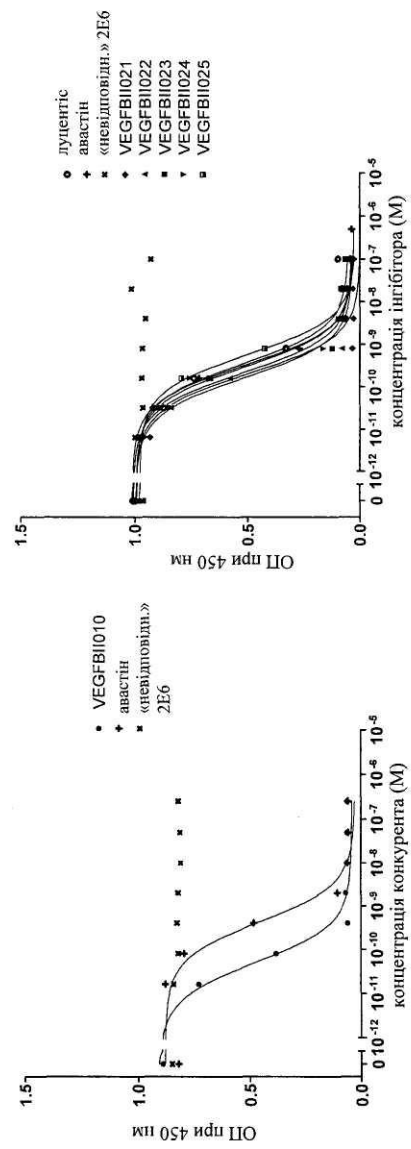 1.5
1.0
0.5
0.0
ОП при 450 нм
0 10-12 10-11 10-10 10-9 10-8 10-7 10-6 10-5
концентрація конкурента (М)
VEGFBII010
авастін
«невідповідн.»
2E6
1.5
1.0
0.5
0.0
ОП при 450 нм
0 10-12 10-11 10-10 10-9 10-8 10-7 10-6 10-5
концентрація інгібітора (М)
луцентіс
авастін
«невідповідн.» 2E6
VEGFBII021
VEGFBII022
VEGFBII023
VEGFBII024
VEGFBII025